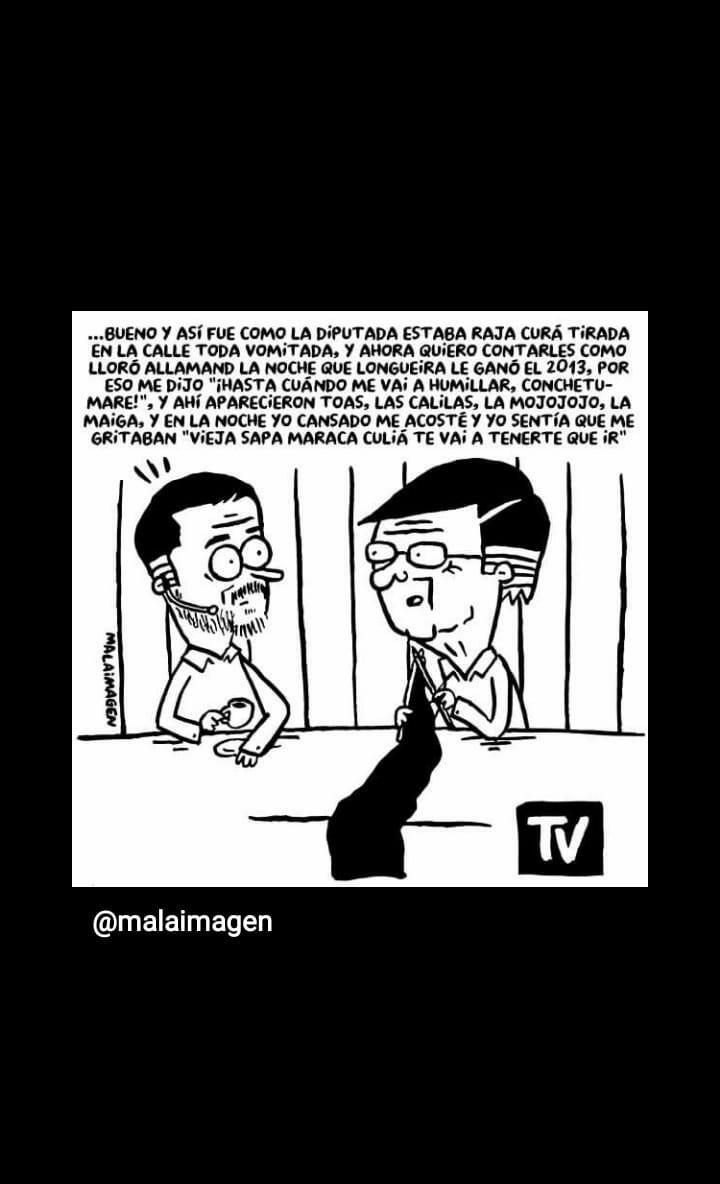 ...BUENO Y ASÍ FUE COMO LA DIPUTADA ESTABA RAJA CURÁ TIRADA
EN LA CALLE TODA VOMITADA, Y AHORA QUIERO CONTARLES COMO
LLORÓ ALLAMAND LA NOCHE QUE LONGUEIRA LE GANÓ EL 2013, POR
ESO ME DIJO "¡HASTA CUÁNDO ME VAI A HUMILLAR, CONCHETU-
MARE!", Y AHÍ APARECIERON TOAS, LAS CALILAS, LA MOJOJOJO, LA
MAIGA, Y EN LA NOCHE YO CANSADO ME ACOSTÉ Y YO SENTÍA QUE ME
GRITABAN "VIEJA SAPA MARACA CULIÁ TE VAI A TENERTE QUE IR"
MALAIMAGEN
TV
@malaimagen